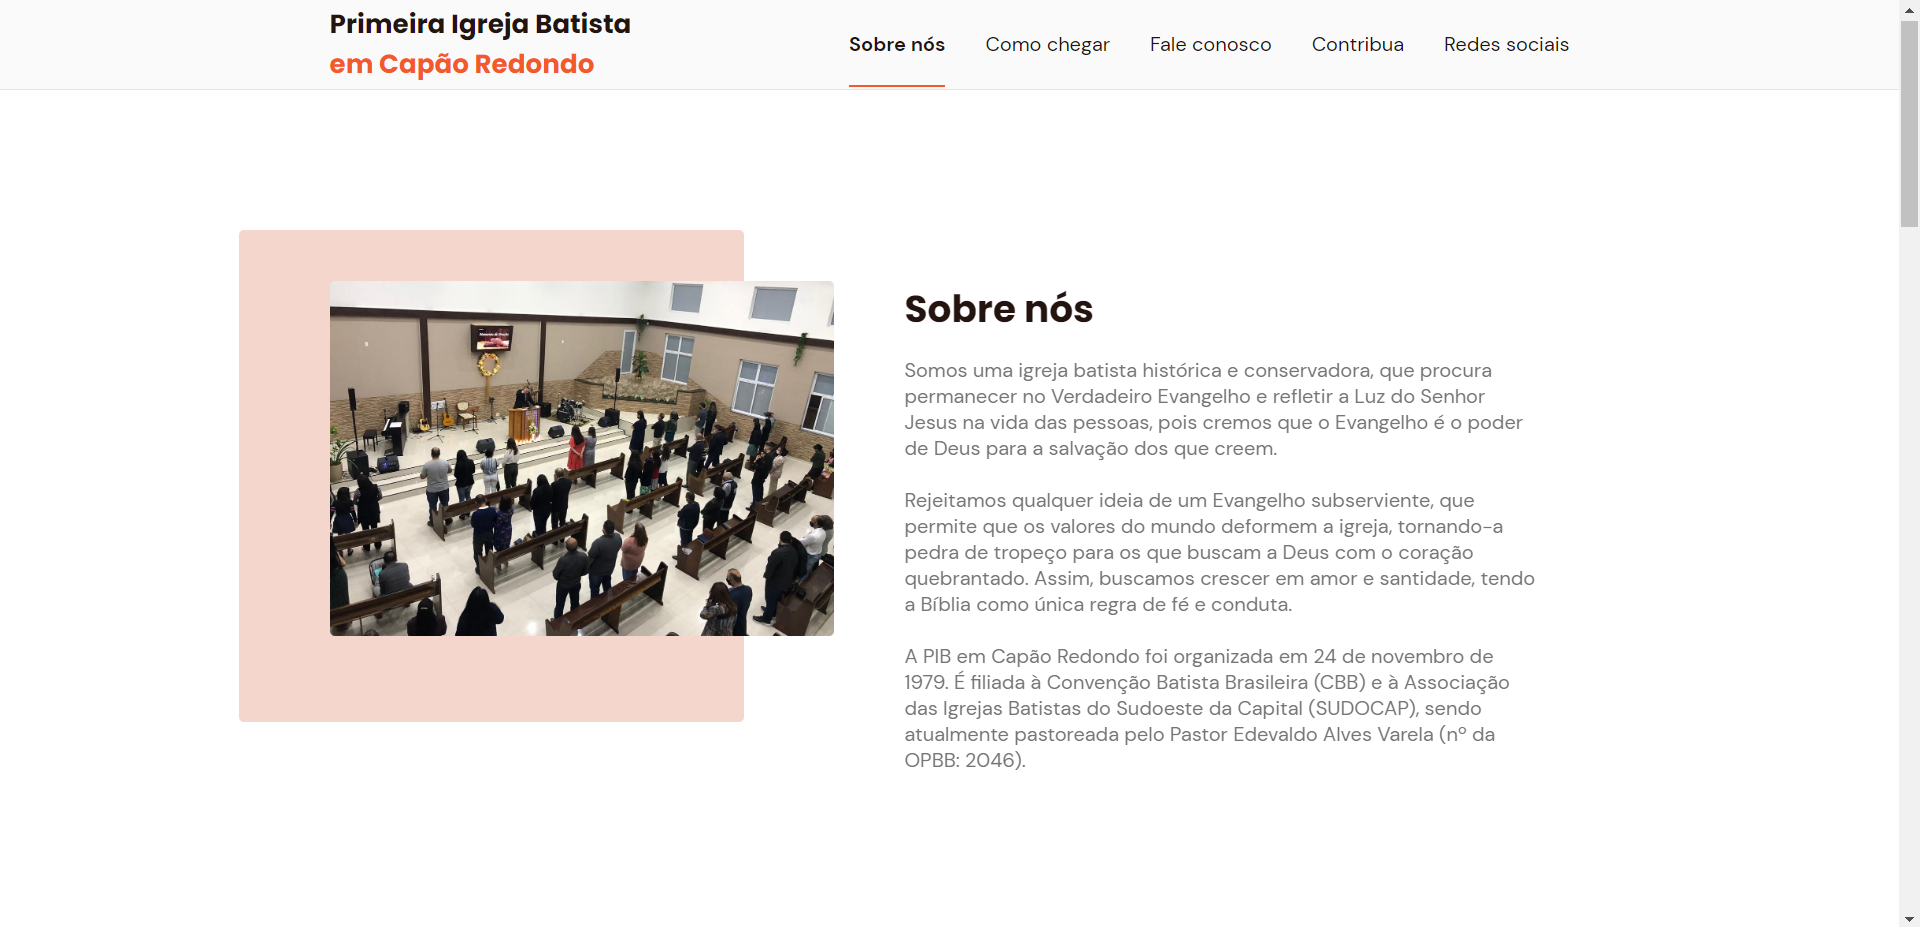 Primeira Igreja Batista
em Capão Redondo
Sobre nós
Como chegar
Fale conosco
Contribua
Redes sociais
Sobre nós
Somos uma igreja batista histórica e conservadora, que procura
permanecer no Verdadeiro Evangelho e refletir a Luz do Senhor
Jesus na vida das pessoas, pois cremos que o Evangelho é o poder
de Deus para a salvação dos que creem.
Rejeitamos qualquer ideia de um Evangelho subserviente, que
permite que os valores do mundo deformem a igreja, tornando-a
pedra de tropeço para os que buscam a Deus com o coração
quebrantado. Assim, buscamos crescer em amor e santidade, tendo
a Bíblia como única regra de fé e conduta.
A PIB em Capão Redondo foi organizada em 24 de novembro de
1979. É filiada à Convenção Batista Brasileira (CBB) e à Associação
das Igrejas Batistas do Sudoeste da Capital (SUDOCAP), sendo
atualmente pastoreada pelo Pastor Edevaldo Alves Varela (nº da
OPBB: 2046).